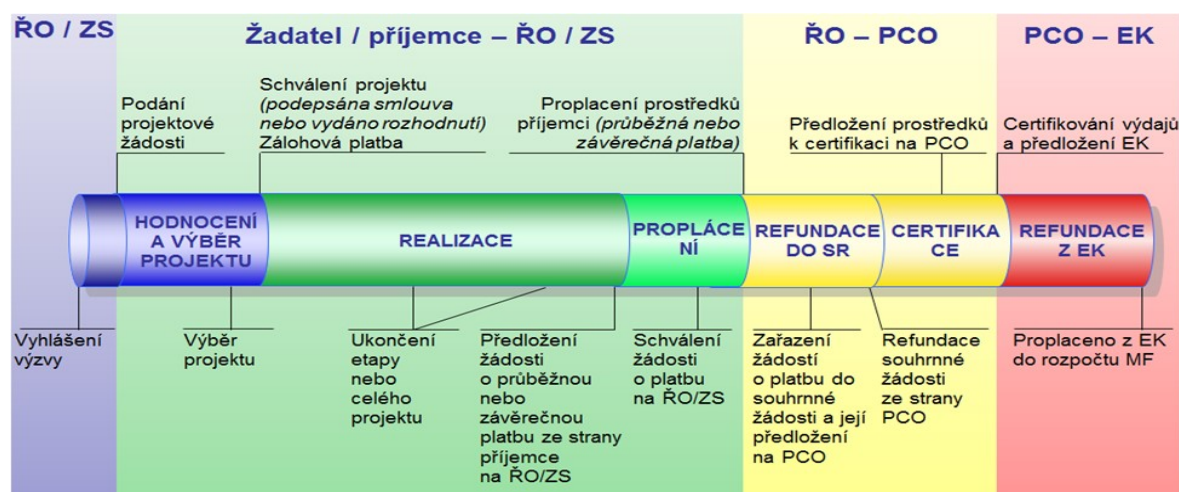 ŘO / ZS
Žadatel / příjemce – ŘO / ZS
ŘO – PCO
PCO – EK
Podání
projektové
žádosti
Schválení projektu
(podepsána smlouva
nebo vydáno rozhodnutí)
Zálohová platba
Proplacení prostředků
příjemci (průběžná nebo
závěrečná platba)
Předložení prostředků
k certifikaci na PCO
Certifikování výdajů
a předložení EK
HODNOCENÍ
A VÝBĚR
PROJEKTU
REALIZACE
PROPLÁCE
NÍ
REFUNDACE
DO SR
CERTIFIKA
CE
REFUNDACE
Z EK
Vyhlášení
výzvy
Výběr
projektu
Ukončení
etapy
nebo
celého
projektu
Předložení
žádosti
o průběžnou
nebo
závěrečnou
platbu ze strany
příjemce
na ŘO/ZS
Schválení
žádosti
o platbu
na ŘO/ZS
Zařazení
žádostí
o platbu do
souhrnné
žádosti a její
předložení
na PCO
Refundace
souhrnné
žádosti
ze strany
PCO
Proplaceno z EK
do rozpočtu MF